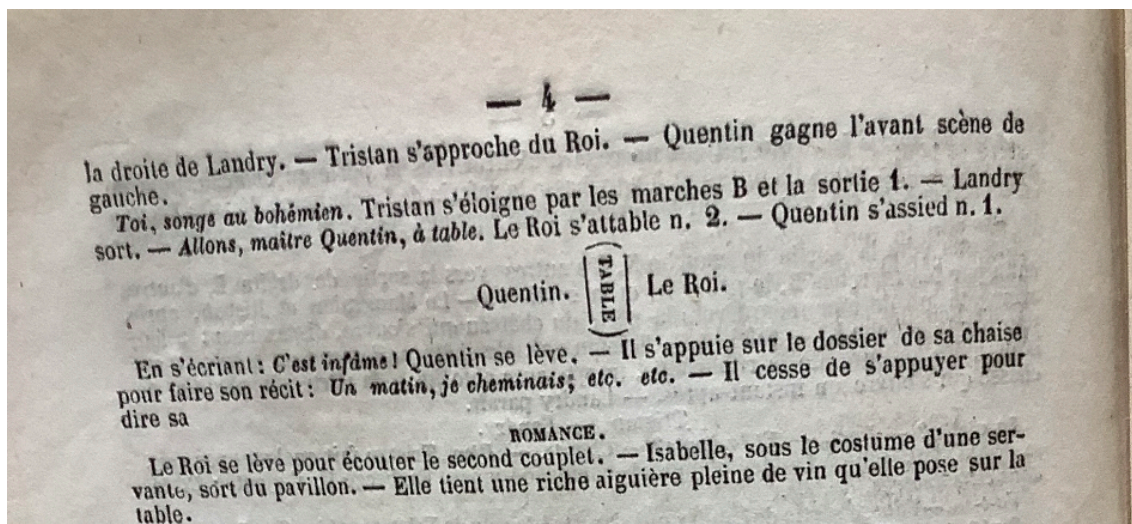 — 4 —
la droite de Landry. — Tristan s'approche du Roi. — Quentin gagne l'avant scène de
gauche.
Toi, songe au bohémien. Tristan s'éloigne par les marches B et la sortie 1. — Landry
sort. — Allons, maître Quentin, à table. Le Roi s'attable n. 2. — Quentin s'assied n. 1.
Quentin. (TABLE) Le Roi.
En s'écriant : C'est infâme ! Quentin se lève. — Il s'appuie sur le dossier de sa chaise
pour faire son récit : Un matin, je cheminais; etc. etc. — Il cesse de s'appuyer pour
dire sa
ROMANCE.
Le Roi se lève pour écouter le second couplet. — Isabelle, sous le costume d'une ser-
vante, sort du pavillon. — Elle tient une riche aiguière pleine de vin qu'elle pose sur la
table.